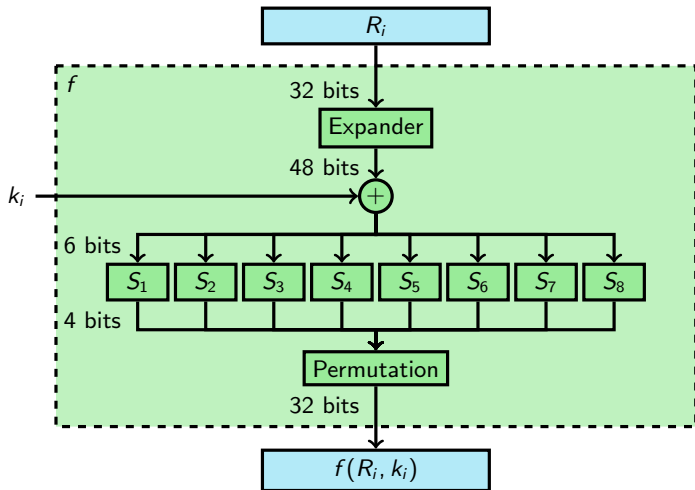 R_i
f
32 bits
Expander
48 bits
k_i
+
6 bits
S_1 S_2 S_3 S_4 S_5 S_6 S_7 S_8
4 bits
Permutation
32 bits
f(R_i, k_i)